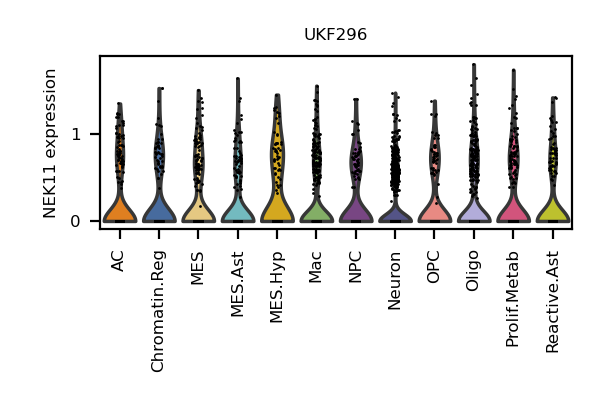 UKF296
NEK11 expression
1
0
AC
Chromatin.Reg
MES
MES.Ast
MES.Hyp
Mac
NPC
Neuron
OPC
Oligo
Prolif.Metab
Reactive.Ast